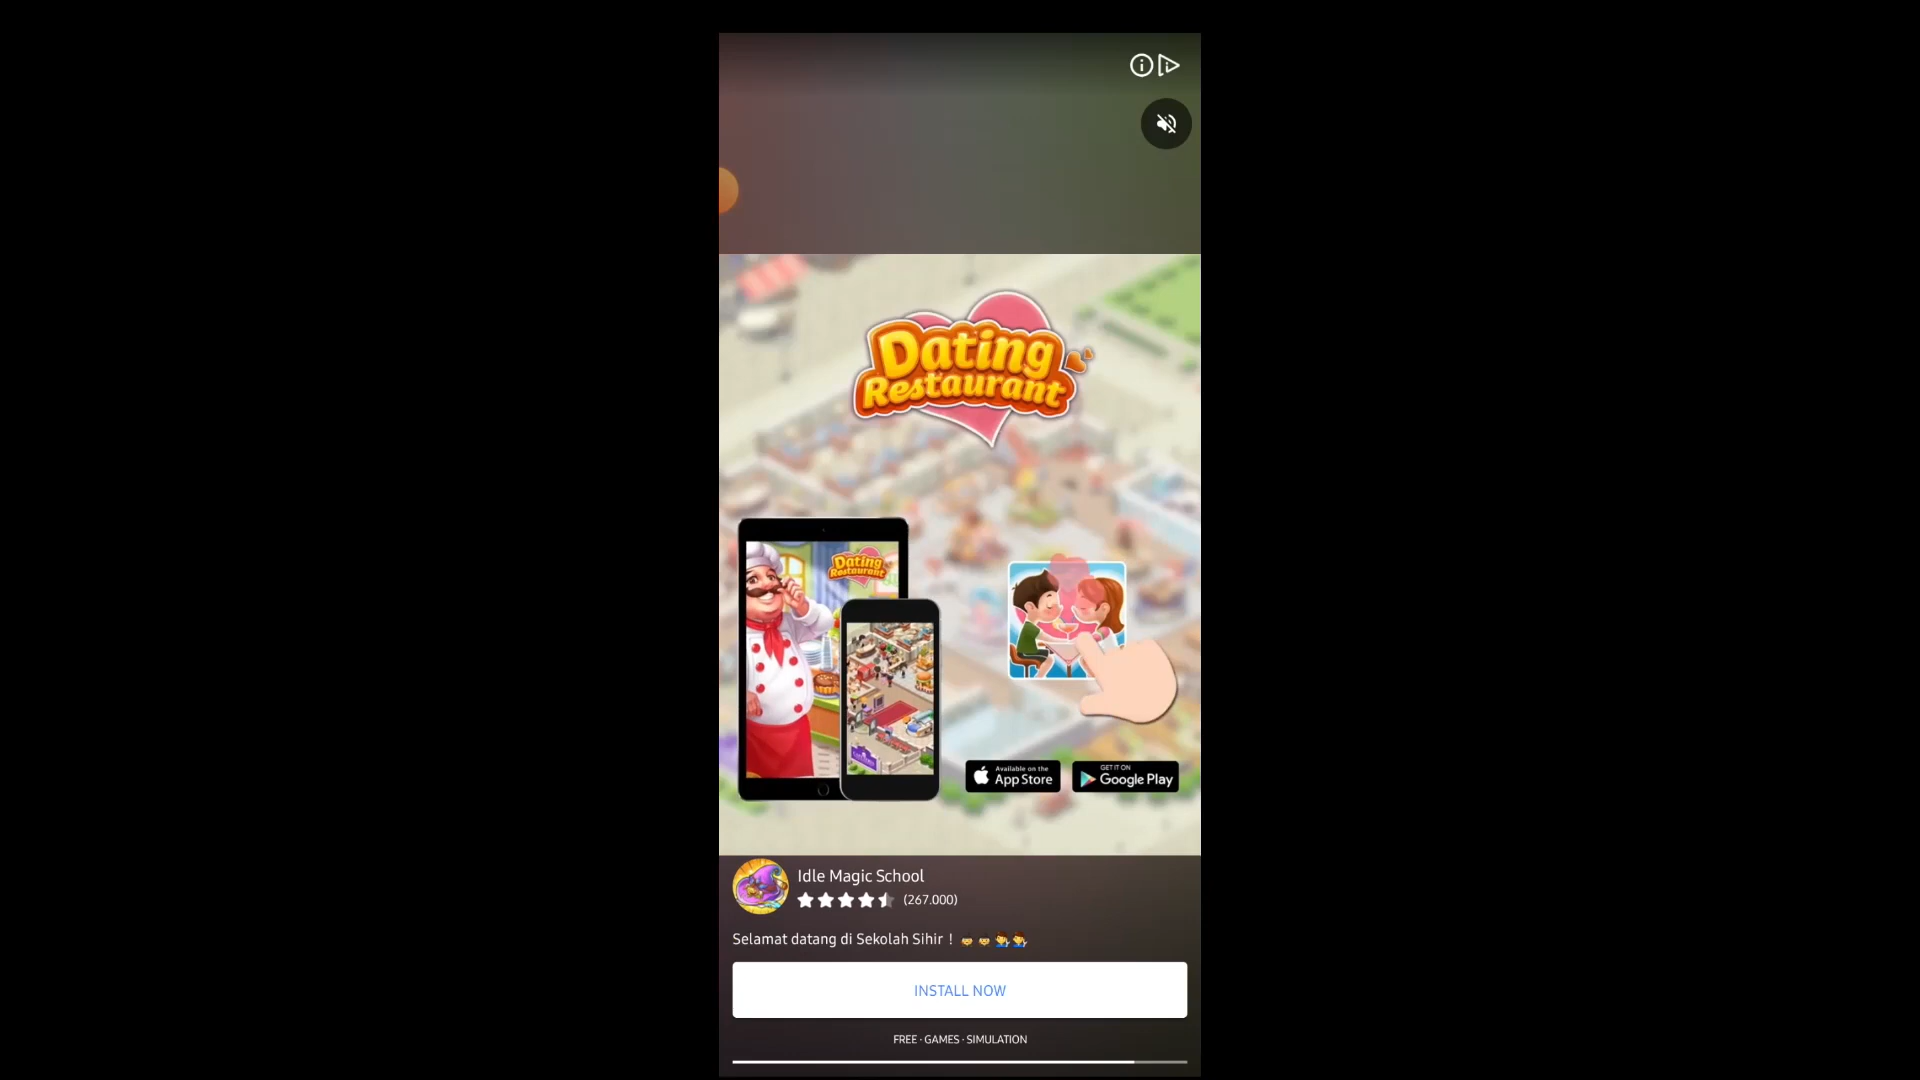 Dating
Restaurant
Dating
Restaurant
Available on the
App Store
GET IT ON
Google Play
Idle Magic School
(267.000)
Selamat datang di Sekolah Sihir !
INSTALL NOW
FREE · GAMES · SIMULATION